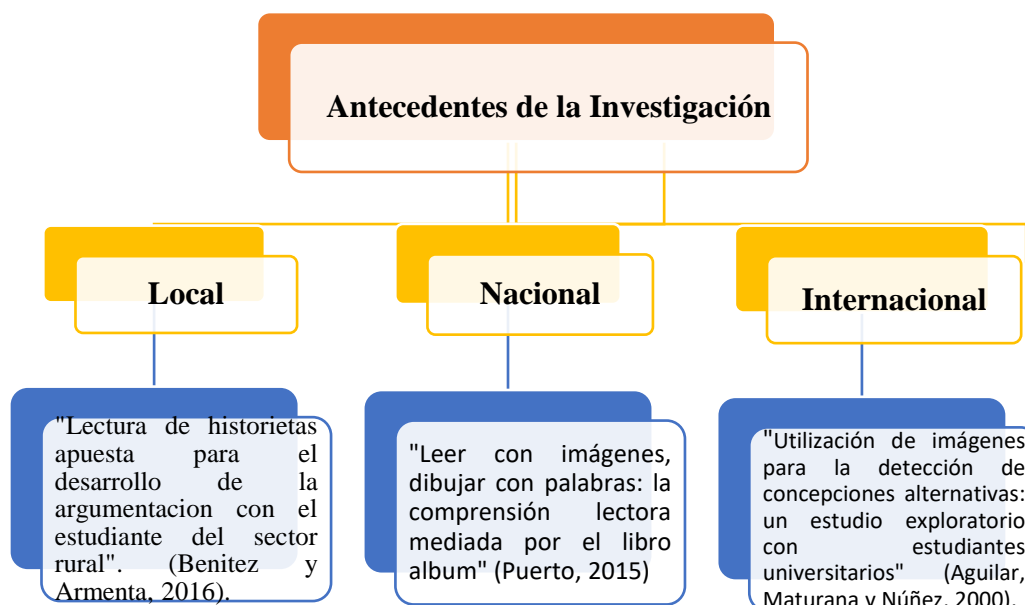 Antecedentes de la Investigación
Local
Nacional
Internacional
"Lectura de historietas
apuesta para el
desarrollo de la
argumentacion con el
estudiante del sector
rural". (Benitez y
Armenta, 2016).
"Leer con imágenes,
dibujar con palabras: la
comprensión lectora
mediada por el libro
album" (Puerto, 2015)
"Utilización de imágenes
para la detección de
concepciones alternativas:
un estudio exploratorio
con estudiantes
universitarios" (Aguilar,
Maturana y Núñez, 2000).